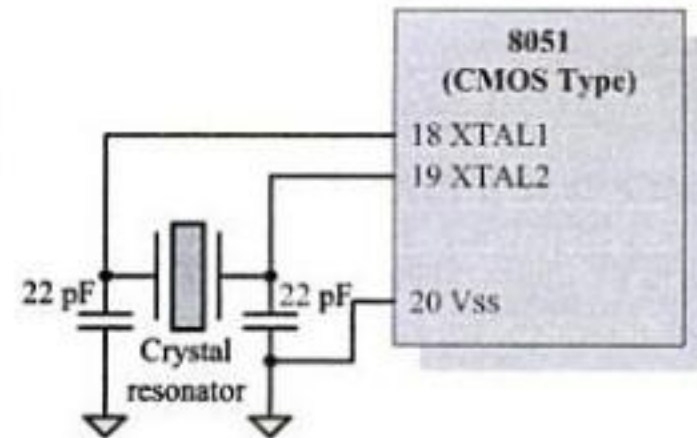 8051
(CMOS Type)
18 XTAL1
19 XTAL2
22 pF
22 pF
20 Vss
Crystal
resonator